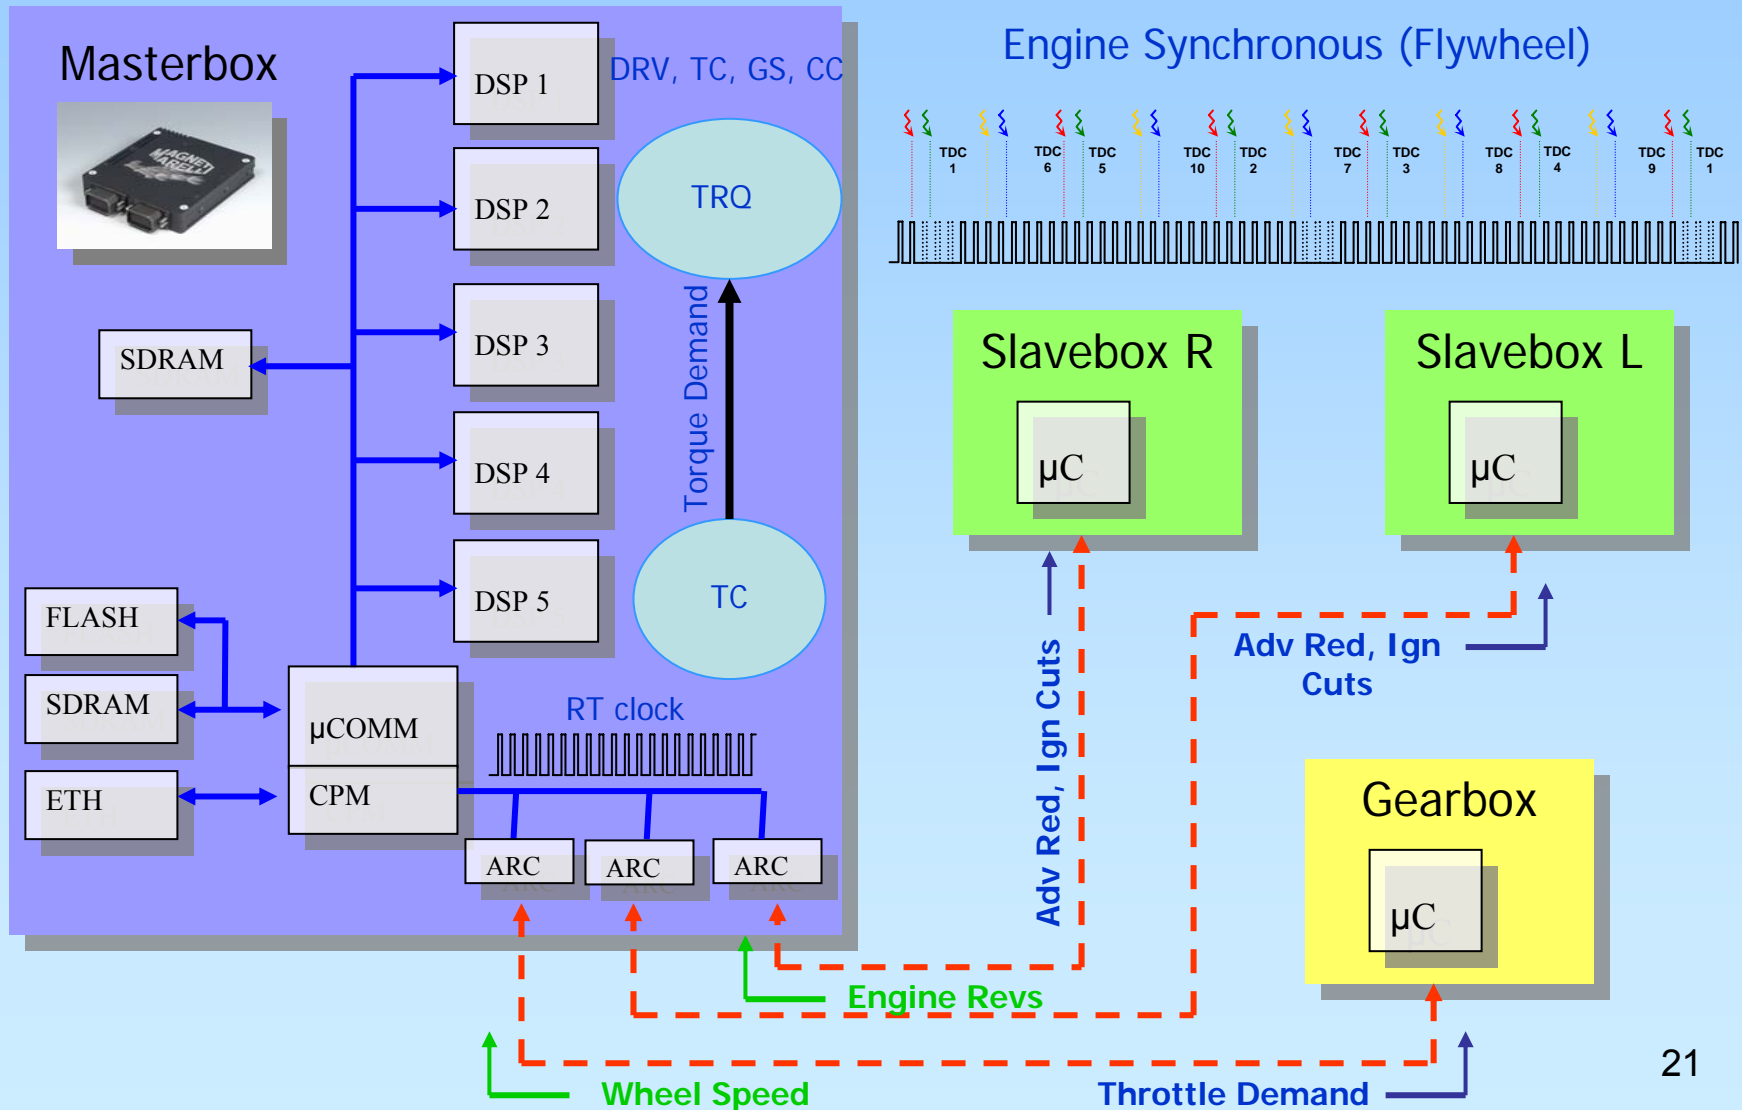 Masterbox
MAGNETI
MARELLI
DSP 1
DRV, TC, GS, CC
DSP 2
TRQ
DSP 3
Torque Demand
SDRAM
DSP 4
DSP 5
TC
FLASH
SDRAM
µCOMM
RT clock
ETH
CPM
ARC
ARC
ARC
Engine Synchronous (Flywheel)
TDC
1
TDC
6
TDC
5
TDC
10
TDC
2
TDC
7
TDC
3
TDC
8
TDC
4
TDC
9
TDC
1
Slavebox R
µC
Slavebox L
µC
Adv Red, Ign Cuts
Adv Red, Ign
Cuts
Gearbox
µC
Engine Revs
Wheel Speed
Throttle Demand
21